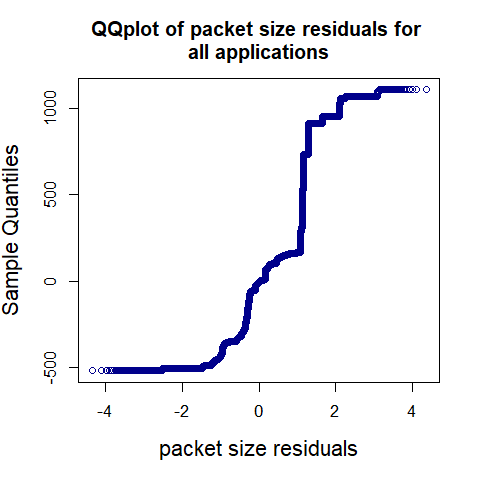 QQplot of packet size residuals for
all applications
Sample Quantiles
1000
500
0
-500
-4 -2 0 2 4
packet size residuals